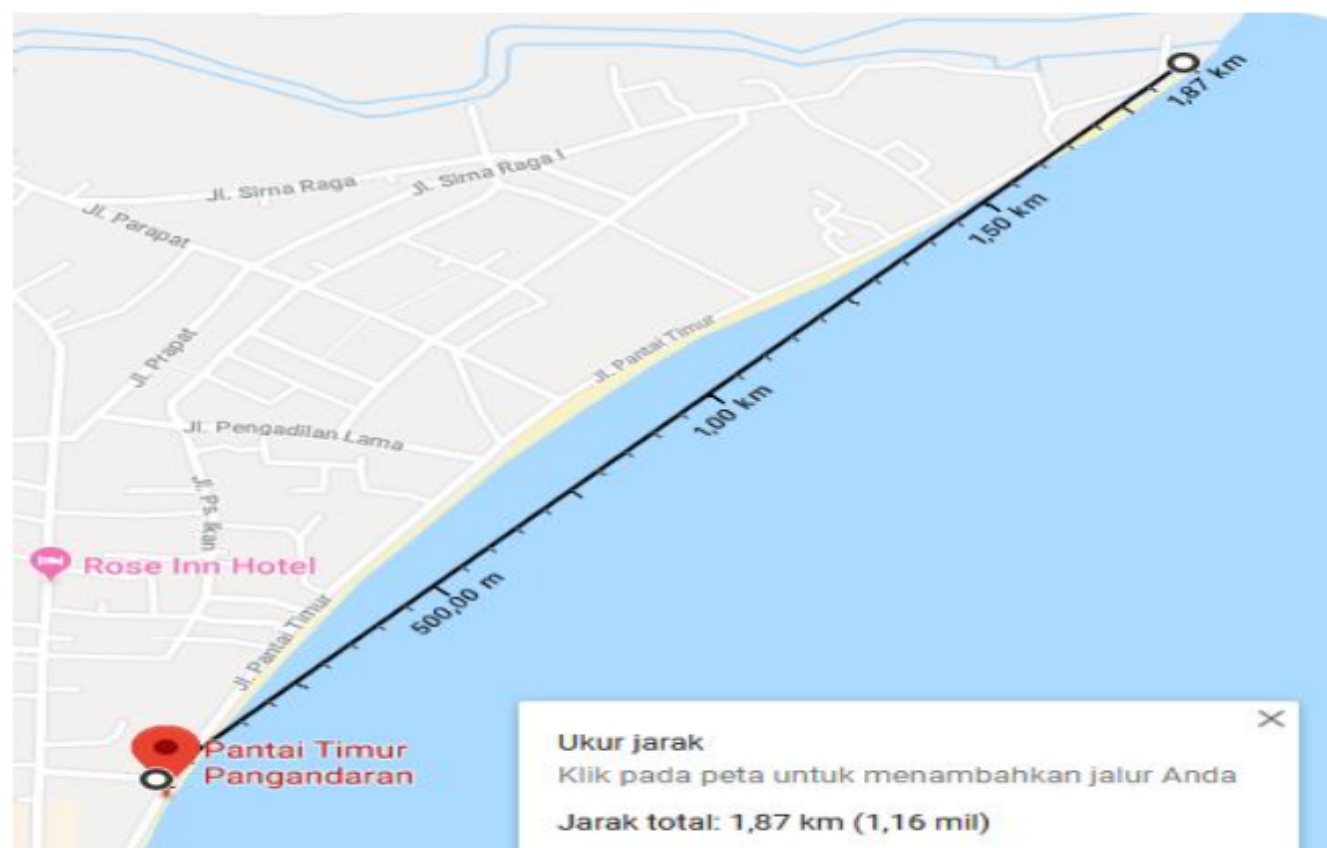 1,87 km
Jl. Sirna Raga I
Jl. Sirna Raga
Jl. Parapat
1,50 km
Jl. Pantai Timur
Jl. Prapat
1,00 km
Jl. Pengadilan Lama
Jl. Ps. Ikan
Rose Inn Hotel
500,00 m
Jl. Pantai Timur
Pantai Timur
Pangandaran
Ukur jarak
Klik pada peta untuk menambahkan jalur Anda
Jarak total: 1,87 km (1,16 mil)